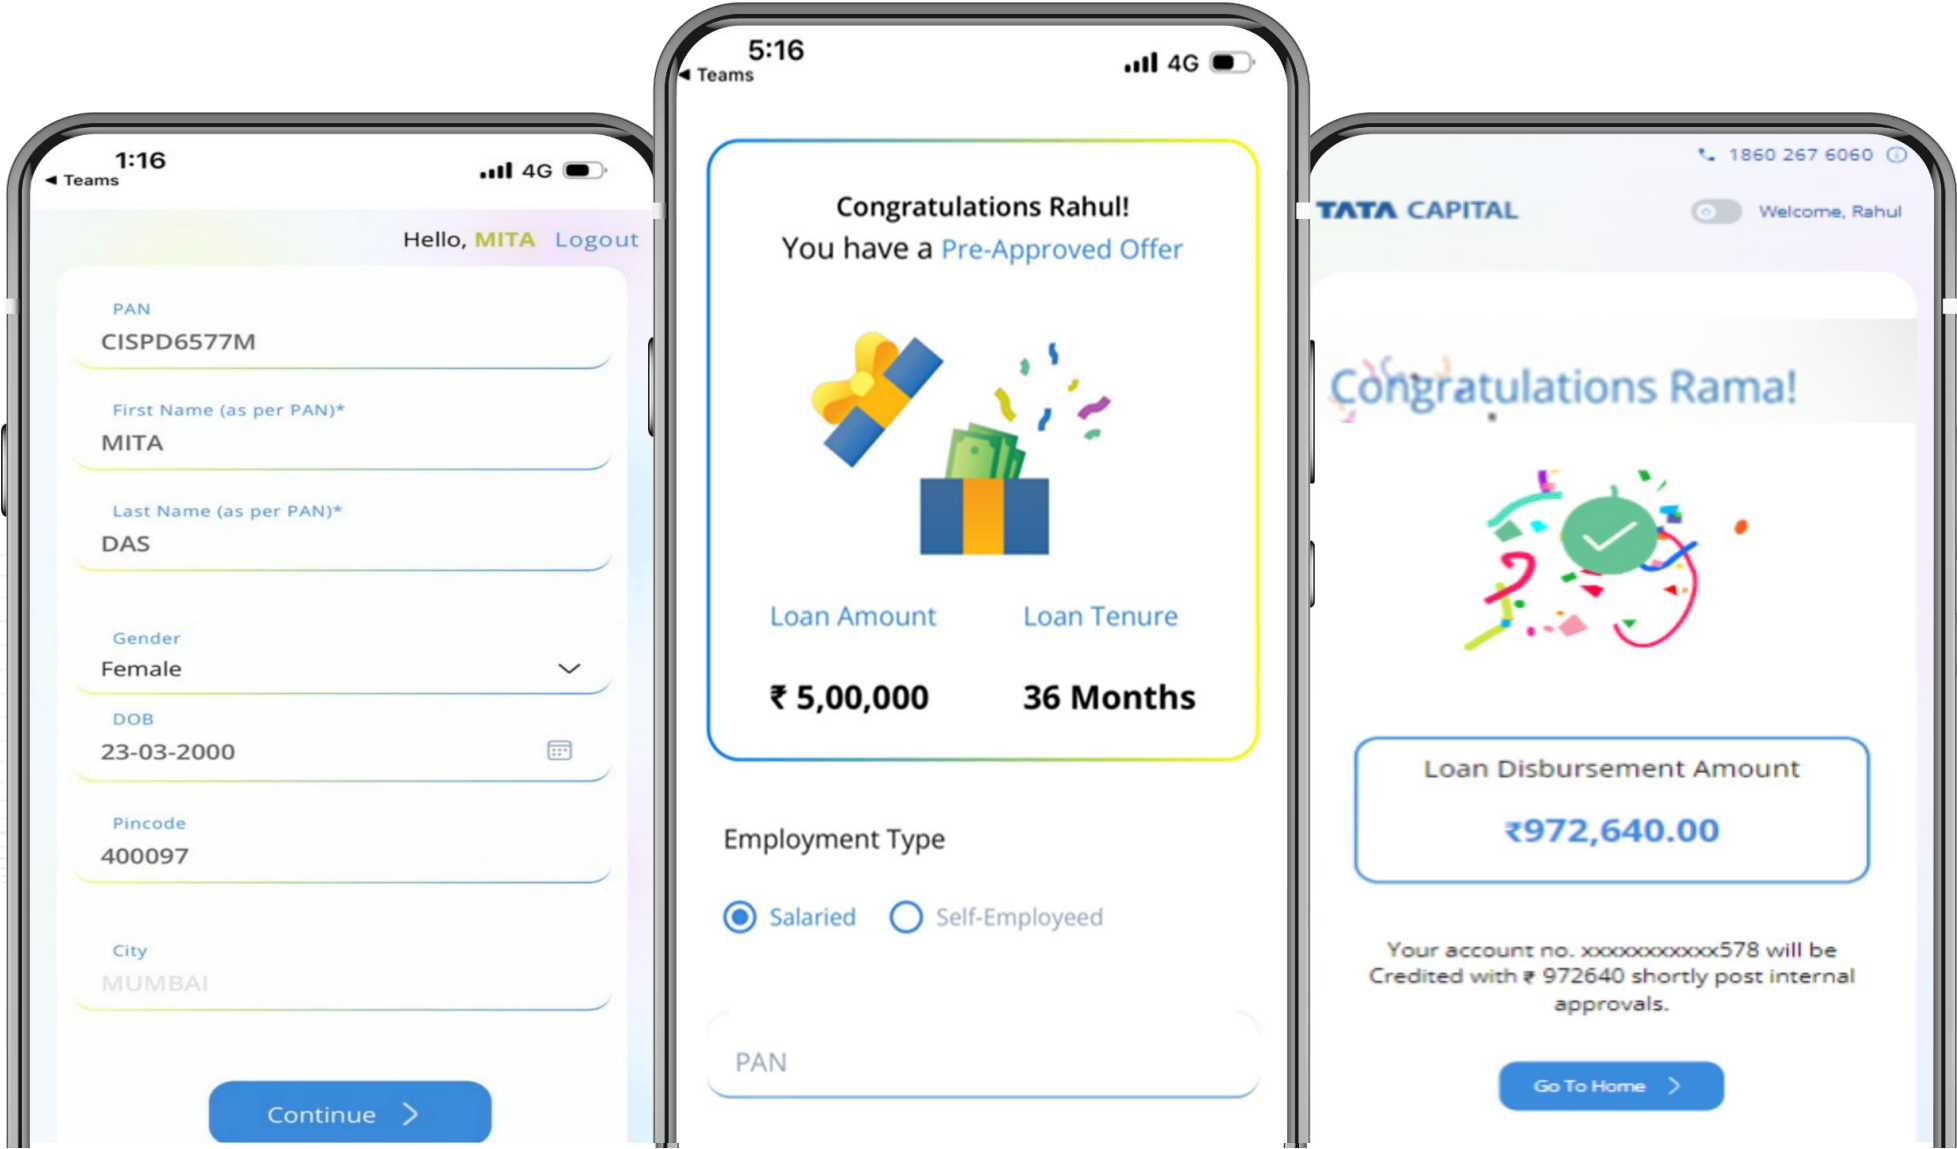 1:16
◄ Teams
4G
Hello, MITA Logout
PAN
CISPD6577M
First Name (as per PAN)*
MITA
Last Name (as per PAN)*
DAS
Gender
Female
DOB
23-03-2000
Pincode
400097
City
MUMBAI
Continue
5:16
◄ Teams
4G
Congratulations Rahul!
You have a Pre-Approved Offer
Loan Amount
Loan Tenure
₹ 5,00,000
36 Months
Employment Type
Salaried
Self-Employeed
PAN
1860 267 6060
TATA CAPITAL
Welcome, Rahul
Congratulations Rama!
Loan Disbursement Amount
₹972,640.00
Your account no. xxxxxxxxxxx578 will be
Credited with ₹ 972640 shortly post internal
approvals.
Go To Home